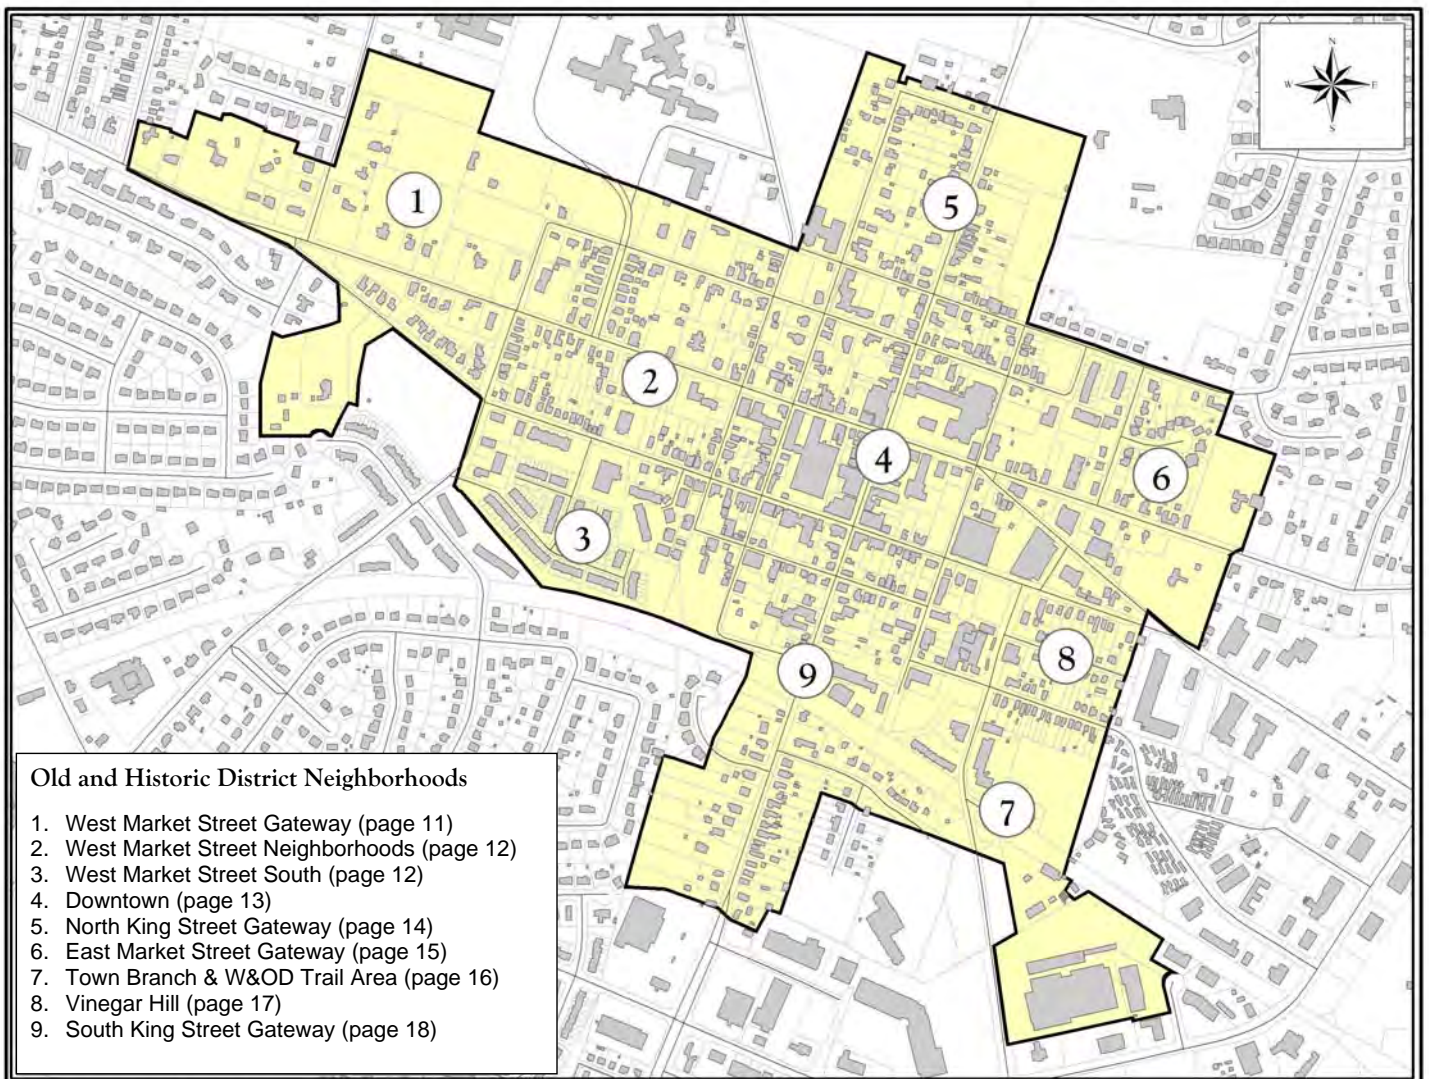 N
W
E
S
1
5
2
4
6
3
8
9
7
Old and Historic District Neighborhoods
1. West Market Street Gateway (page 11)
2. West Market Street Neighborhoods (page 12)
3. West Market Street South (page 12)
4. Downtown (page 13)
5. North King Street Gateway (page 14)
6. East Market Street Gateway (page 15)
7. Town Branch & W&OD Trail Area (page 16)
8. Vinegar Hill (page 17)
9. South King Street Gateway (page 18)